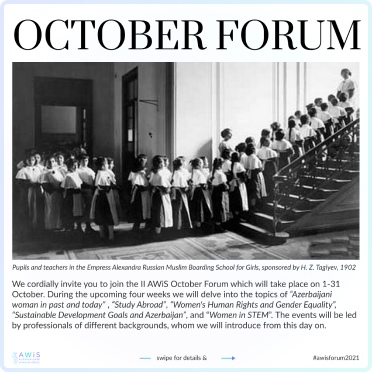 OCTOBER FORUM
Pupils and teachers in the Empress Alexandra Russian Muslim Boarding School for Girls, sponsored by H. Z. Tagiyev, 1902
We cordially invite you to join the II AWiS October Forum which will take place on 1-31
October. During the upcoming four weeks we will delve into the topics of "Azerbaijani
woman in past and today" , "Study Abroad", "Women's Human Rights and Gender Equality",
"Sustainable Development Goals and Azerbaijan", and "Women in STEM". The events will be led
by professionals of different backgrounds, whom we will introduce from this day on.
AWiS
swipe for details &
#awisforum2021